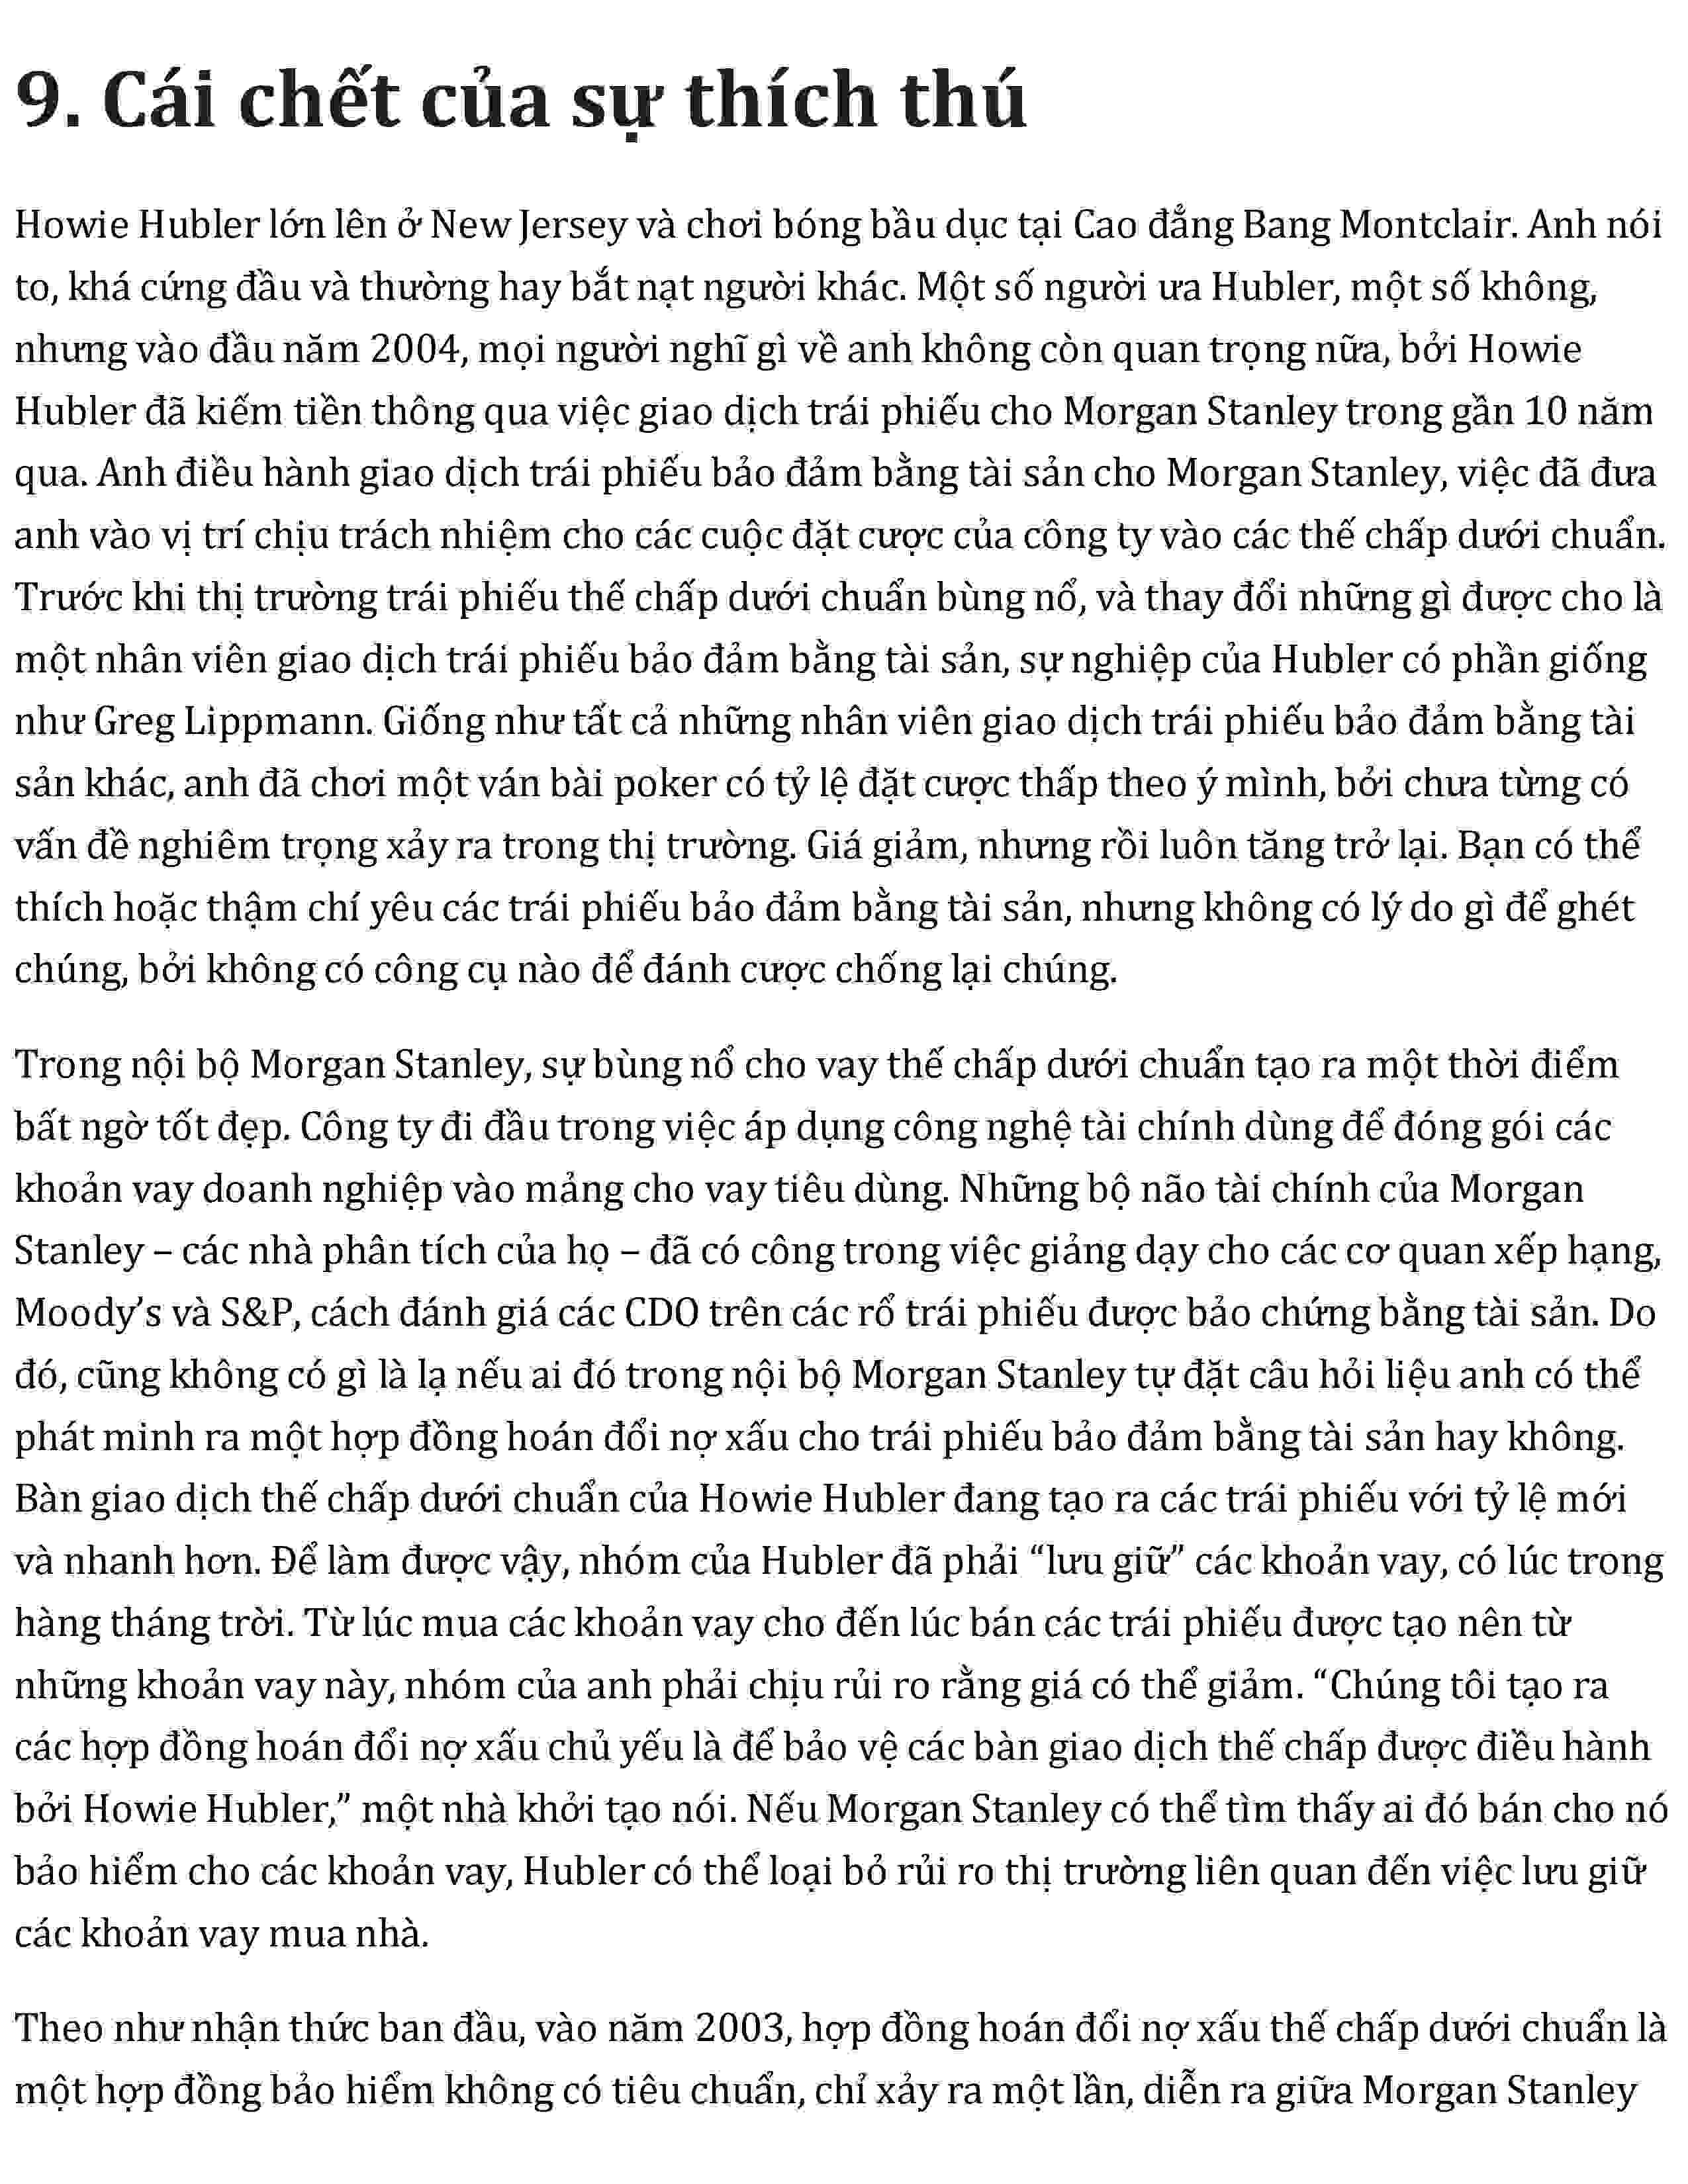 9. Cái chết của sự thích thú
Howie Hubler lớn lên ở New Jersey và chơi bóng bầu dục tại Cao đẳng Bang Montclair. Anh nói
to, khá cứng đầu và thường hay bắt nạt người khác. Một số người ưa Hubler, một số không,
nhưng vào đầu năm 2004, mọi người nghĩ gì về anh không còn quan trọng nữa, bởi Howie
Hubler đã kiếm tiền thông qua việc giao dịch trái phiếu cho Morgan Stanley trong gần 10 năm
qua. Anh điều hành giao dịch trái phiếu bảo đảm bằng tài sản cho Morgan Stanley, việc đã đưa
anh vào vị trí chịu trách nhiệm cho các cuộc đặt cược của công ty vào các thế chấp dưới chuẩn.
Trước khi thị trường trái phiếu thế chấp dưới chuẩn bùng nổ, và thay đổi những gì được cho là
một nhân viên giao dịch trái phiếu bảo đảm bằng tài sản, sự nghiệp của Hubler có phần giống
như Greg Lippmann. Giống như tất cả những nhân viên giao dịch trái phiếu bảo đảm bằng tài
sản khác, anh đã chơi một ván bài poker có tỷ lệ đặt cược thấp theo ý mình, bởi chưa từng có
vấn đề nghiêm trọng xảy ra trong thị trường. Giá giảm, nhưng rồi luôn tăng trở lại. Bạn có thể
thích hoặc thậm chí yêu các trái phiếu bảo đảm bằng tài sản, nhưng không có lý do gì để ghét
chúng, bởi không có công cụ nào để đánh cược chống lại chúng.
Trong nội bộ Morgan Stanley, sự bùng nổ cho vay thế chấp dưới chuẩn tạo ra một thời điểm
bất ngờ tốt đẹp. Công ty đi đầu trong việc áp dụng công nghệ tài chính dùng để đóng gói các
khoản vay doanh nghiệp vào mảng cho vay tiêu dùng. Những bộ não tài chính của Morgan
Stanley – các nhà phân tích của họ – đã có công trong việc giảng dạy cho các cơ quan xếp hạng,
Moody’s và S&P, cách đánh giá các CDO trên các rổ trái phiếu được bảo chứng bằng tài sản. Do
đó, cũng không có gì là lạ nếu ai đó trong nội bộ Morgan Stanley tự đặt câu hỏi liệu anh có thể
phát minh ra một hợp đồng hoán đổi nợ xấu cho trái phiếu bảo đảm bằng tài sản hay không.
Bàn giao dịch thế chấp dưới chuẩn của Howie Hubler đang tạo ra các trái phiếu với tỷ lệ mới
và nhanh hơn. Để làm được vậy, nhóm của Hubler đã phải “lưu giữ” các khoản vay, có lúc trong
hàng tháng trời. Từ lúc mua các khoản vay cho đến lúc bán các trái phiếu được tạo nên từ
những khoản vay này, nhóm của anh phải chịu rủi ro rằng giá có thể giảm. “Chúng tôi tạo ra
các hợp đồng hoán đổi nợ xấu chủ yếu là để bảo vệ các bàn giao dịch thế chấp được điều hành
bởi Howie Hubler,” một nhà khởi tạo nói. Nếu Morgan Stanley có thể tìm thấy ai đó bán cho nó
bảo hiểm cho các khoản vay, Hubler có thể loại bỏ rủi ro thị trường liên quan đến việc lưu giữ
các khoản vay mua nhà.
Theo như nhận thức ban đầu, vào năm 2003, hợp đồng hoán đổi nợ xấu thế chấp dưới chuẩn là
một hợp đồng bảo hiểm không có tiêu chuẩn, chỉ xảy ra một lần, diễn ra giữa Morgan Stanley